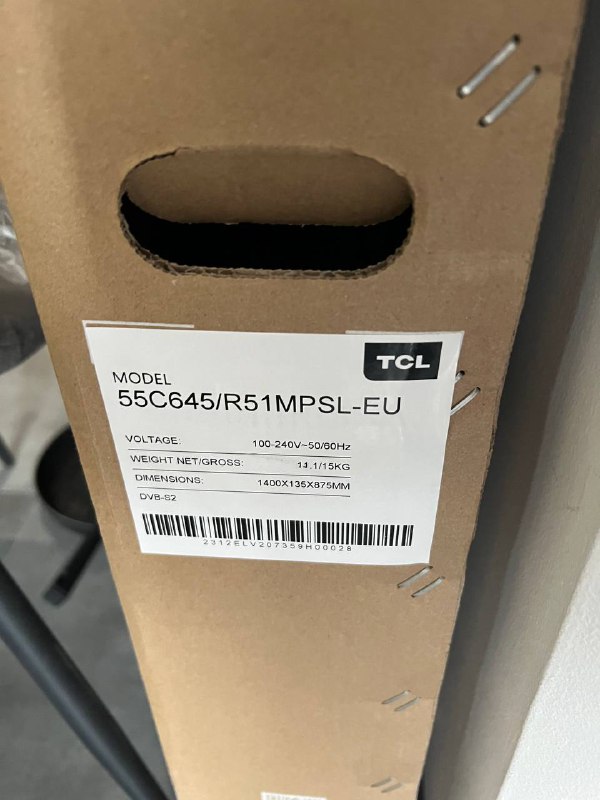 TCL
MODEL
55C645/R51MPSL-EU
VOLTAGE: 100-240V~50/60Hz
WEIGHT NET/GROSS: 11.1/15KG
DIMENSIONS: 1400X135X875MM
DVB-S2
2312ELV207359H00028